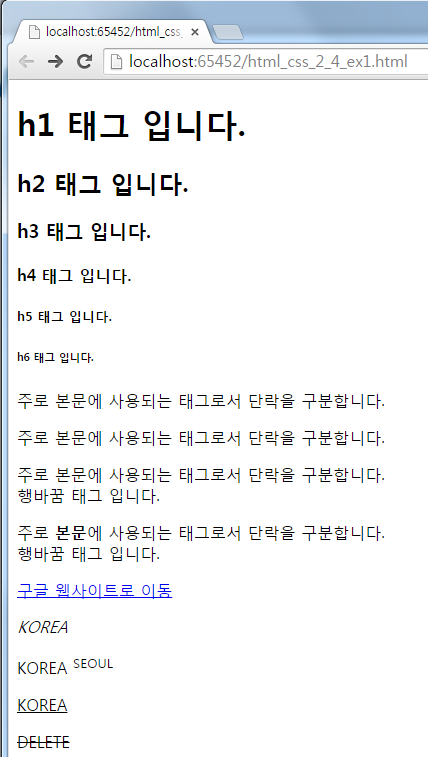 localhost:65452/html_css_
localhost:65452/html_css_2_4_ex1.html
h1 태그 입니다.
h2 태그 입니다.
h3 태그 입니다.
h4 태그 입니다.
h5 태그 입니다.
h6 태그 입니다.
주로 본문에 사용되는 태그로서 단락을 구분합니다.
주로 본문에 사용되는 태그로서 단락을 구분합니다.
주로 본문에 사용되는 태그로서 단락을 구분합니다.
행바꿈 태그 입니다.
주로 본문에 사용되는 태그로서 단락을 구분합니다.
행바꿈 태그 입니다.
구글 웹사이트로 이동
KOREA
KOREA SEOUL
KOREA
DELETE